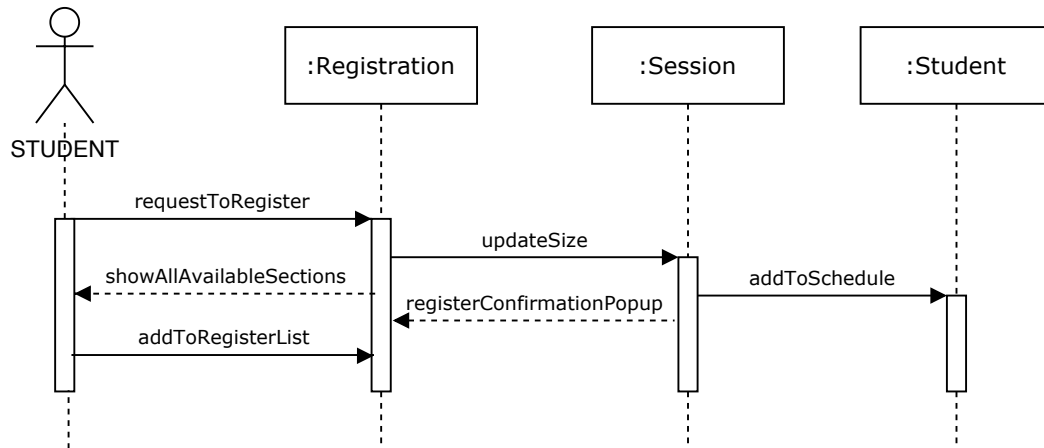 :Registration
:Session
:Student
STUDENT
requestToRegister
updateSize
showAllAvailableSections
addToSchedule
registerConfirmationPopup
addToRegisterList